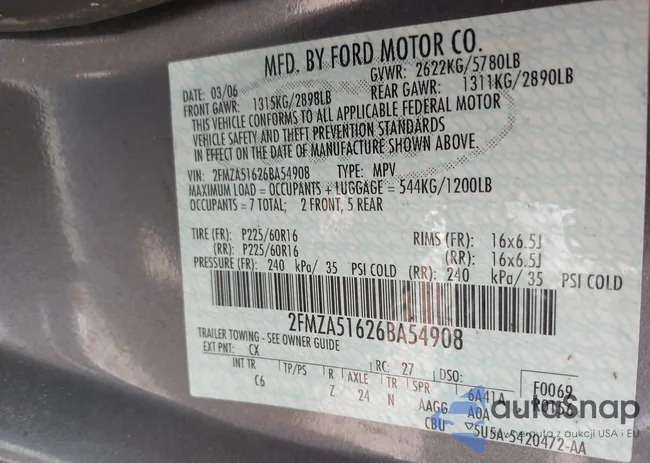 MFD. BY FORD MOTOR CO.
DATE: 03/06 GVWR: 2622KG/5780LB
FRONT GAWR: 1315KG/2898LB REAR GAWR: 1311KG/2890LB
THIS VEHICLE CONFORMS TO ALL APPLICABLE FEDERAL MOTOR
VEHICLE SAFETY AND THEFT PREVENTION STANDARDS
IN EFFECT ON THE DATE OF MANUFACTURE SHOWN ABOVE.
VIN: 2FMZA51626BA54908 TYPE: MPV
MAXIMUM LOAD = OCCUPANTS + LUGGAGE = 544KG/1200LB
OCCUPANTS = 7 TOTAL; 2 FRONT, 5 REAR
TIRE (FR): P225/60R16 RIMS (FR): 16x6.5J
(RR): P225/60R16 (RR): 16x6.5J
PRESSURE (FR): 240 kPa/ 35 PSI COLD (RR): 240 kPa/ 35 PSI COLD
2FMZA51626BA54908
TRAILER TOWING - SEE OWNER GUIDE
EXT PNT: CX RC: 27 DSO:
INT TR TP/PS R AXLE TR SPR 6A41A F0069
C6 Z 24 N AAGG A0A
CBU 5U5A-5420472-AA
autoSnap
auta z aukcji USA i EU